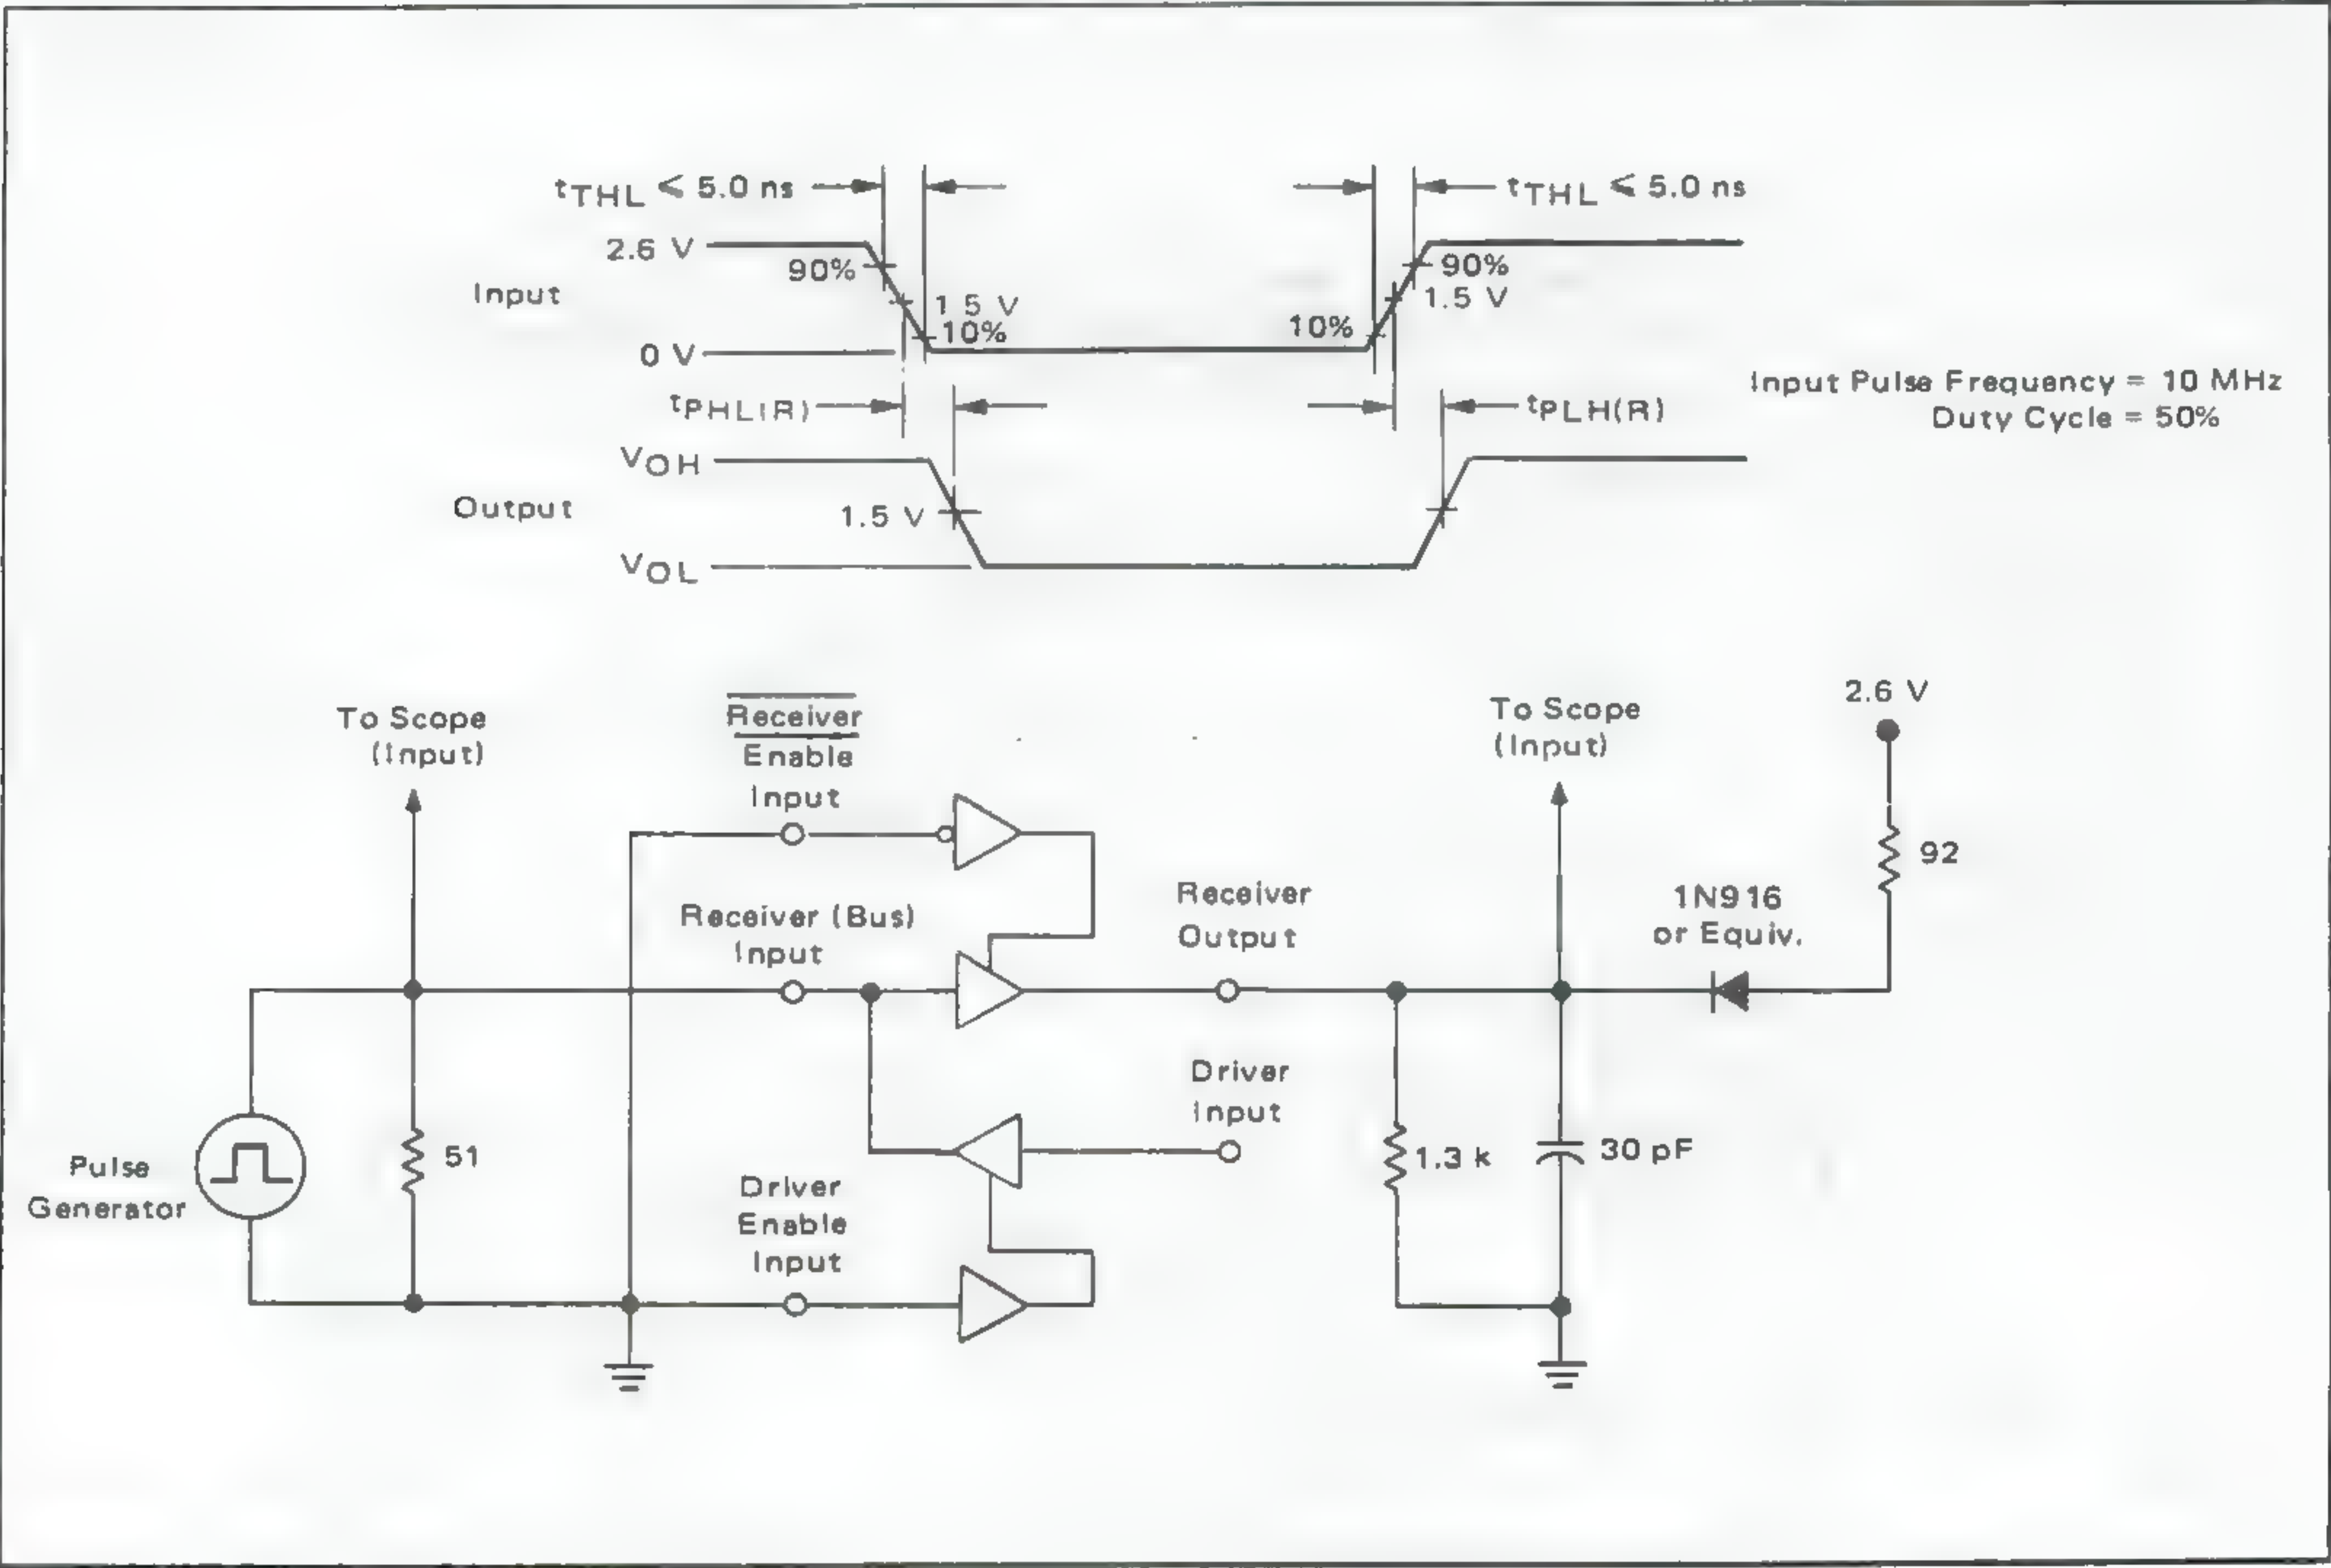 tTHL ≤ 5.0 ns
tTHL ≤ 5.0 ns
2.6 V
90%
90%
Input
1 5 V
1.5 V
10%
10%
0 V
Input Pulse Frequency = 10 MHz
Duty Cycle = 50%
tPHL(R)
tPLH(R)
VOH
Output
1.5 V
VOL
To Scope
(Input)
Receiver
Enable
Input
To Scope
(Input)
2.6 V
92
Receiver (Bus)
Input
Receiver
Output
1N916
or Equiv.
Driver
Input
Pulse
Generator
51
1.3 k
30 pF
Driver
Enable
Input